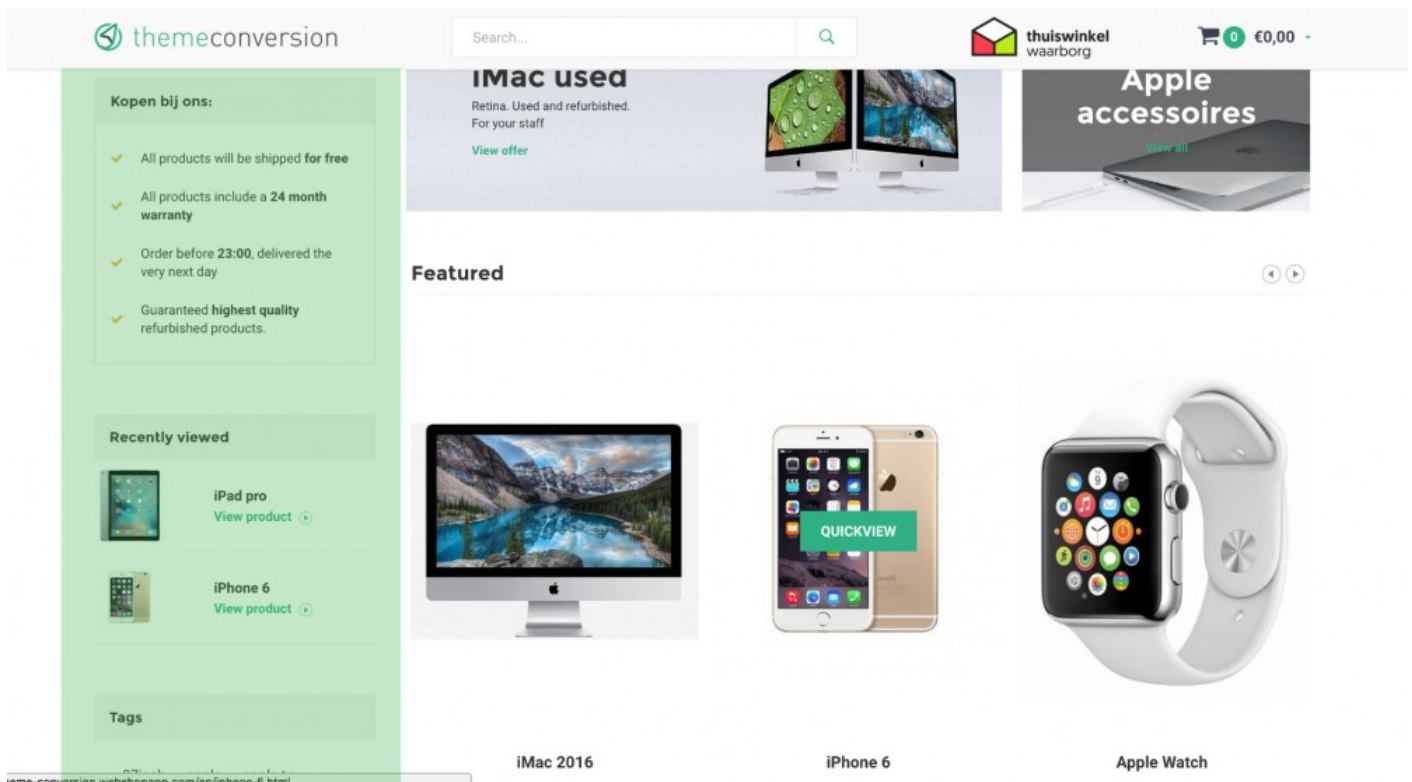 themeconversion
Search...
thuiswinkel
waarborg
0 €0,00
Kopen bij ons:
All products will be shipped for free
All products include a 24 month
warranty
Order before 23:00, delivered the
very next day
Guaranteed highest quality
refurbished products.
Recently viewed
iPad pro
View product
iPhone 6
View product
Tags
iMac used
Retina. Used and refurbished.
For your staff
View offer
Apple
accessoires
View all
Featured
QUICKVIEW
iMac 2016
iPhone 6
Apple Watch